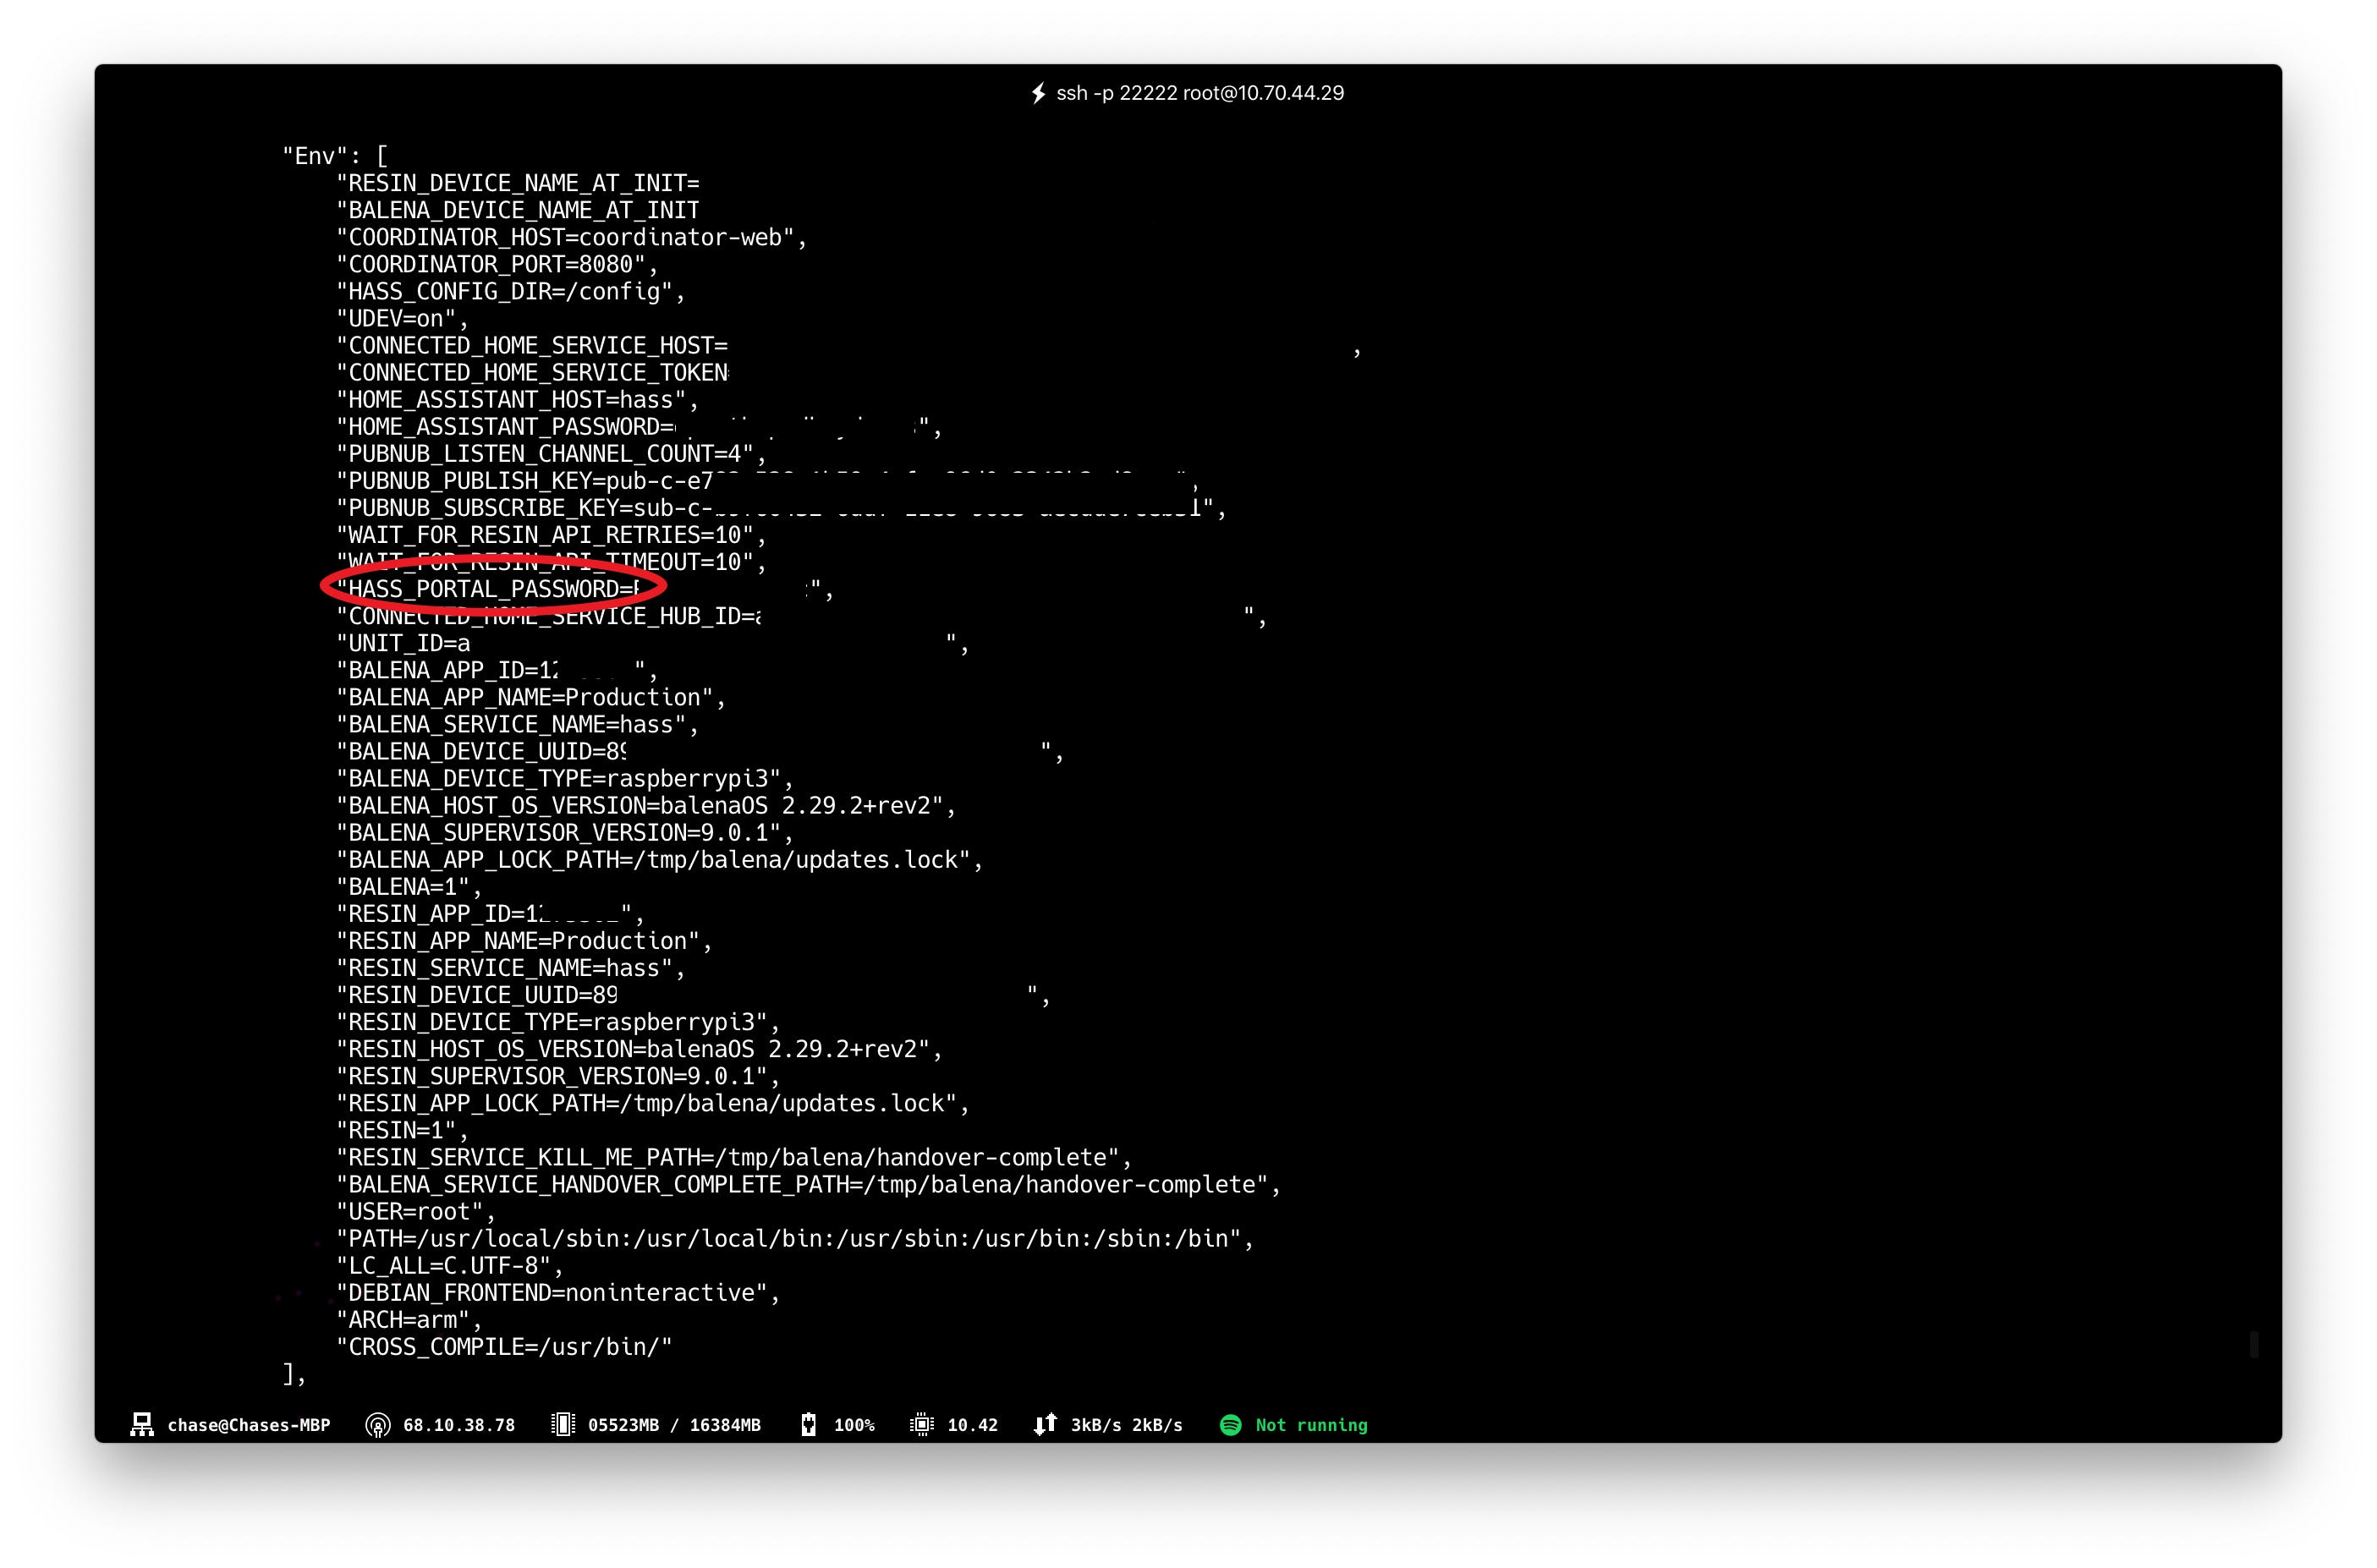 ssh -p 22222 root@10.70.44.29
"Env": [
"RESIN_DEVICE_NAME_AT_INIT=
"BALENA_DEVICE_NAME_AT_INIT
"COORDINATOR_HOST=coordinator-web",
"COORDINATOR_PORT=8080",
"HASS_CONFIG_DIR=/config",
"UDEV=on",
"CONNECTED_HOME_SERVICE_HOST= ,
"CONNECTED_HOME_SERVICE_TOKEN
"HOME_ASSISTANT_HOST=hass",
"HOME_ASSISTANT_PASSWORD= ",
"PUBNUB_LISTEN_CHANNEL_COUNT=4",
"PUBNUB_PUBLISH_KEY=pub-c-e7 ",
"PUBNUB_SUBSCRIBE_KEY=sub-c- ",
"WAIT_FOR_RESIN_API_RETRIES=10",
"WAIT_FOR_RESIN_API_TIMEOUT=10",
"HASS_PORTAL_PASSWORD= ",
"CONNECTED_HOME_SERVICE_HUB_ID=a ",
"UNIT_ID=a ",
"BALENA_APP_ID=12 ",
"BALENA_APP_NAME=Production",
"BALENA_SERVICE_NAME=hass",
"BALENA_DEVICE_UUID=89 ",
"BALENA_DEVICE_TYPE=raspberrypi3",
"BALENA_HOST_OS_VERSION=balenaOS 2.29.2+rev2",
"BALENA_SUPERVISOR_VERSION=9.0.1",
"BALENA_APP_LOCK_PATH=/tmp/balena/updates.lock",
"BALENA=1",
"RESIN_APP_ID=12 ",
"RESIN_APP_NAME=Production",
"RESIN_SERVICE_NAME=hass",
"RESIN_DEVICE_UUID=89 ",
"RESIN_DEVICE_TYPE=raspberrypi3",
"RESIN_HOST_OS_VERSION=balenaOS 2.29.2+rev2",
"RESIN_SUPERVISOR_VERSION=9.0.1",
"RESIN_APP_LOCK_PATH=/tmp/balena/updates.lock",
"RESIN=1",
"RESIN_SERVICE_KILL_ME_PATH=/tmp/balena/handover-complete",
"BALENA_SERVICE_HANDOVER_COMPLETE_PATH=/tmp/balena/handover-complete",
"USER=root",
"PATH=/usr/local/sbin:/usr/local/bin:/usr/sbin:/usr/bin:/sbin:/bin",
"LC_ALL=C.UTF-8",
"DEBIAN_FRONTEND=noninteractive",
"ARCH=arm",
"CROSS_COMPILE=/usr/bin/"
],
chase@Chases-MBP 68.10.38.78 05523MB / 16384MB 100% 10.42 3kB/s 2kB/s Not running